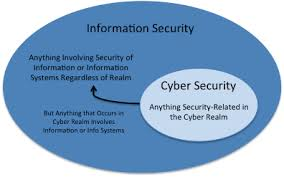 Information Security
Anything Involving Security of
Information or Information
Systems Regardless of Realm
Cyber Security
Anything Security-Related in
the Cyber Realm
But Anything that Occurs in
Cyber Realm Involves
Information or Info Systems